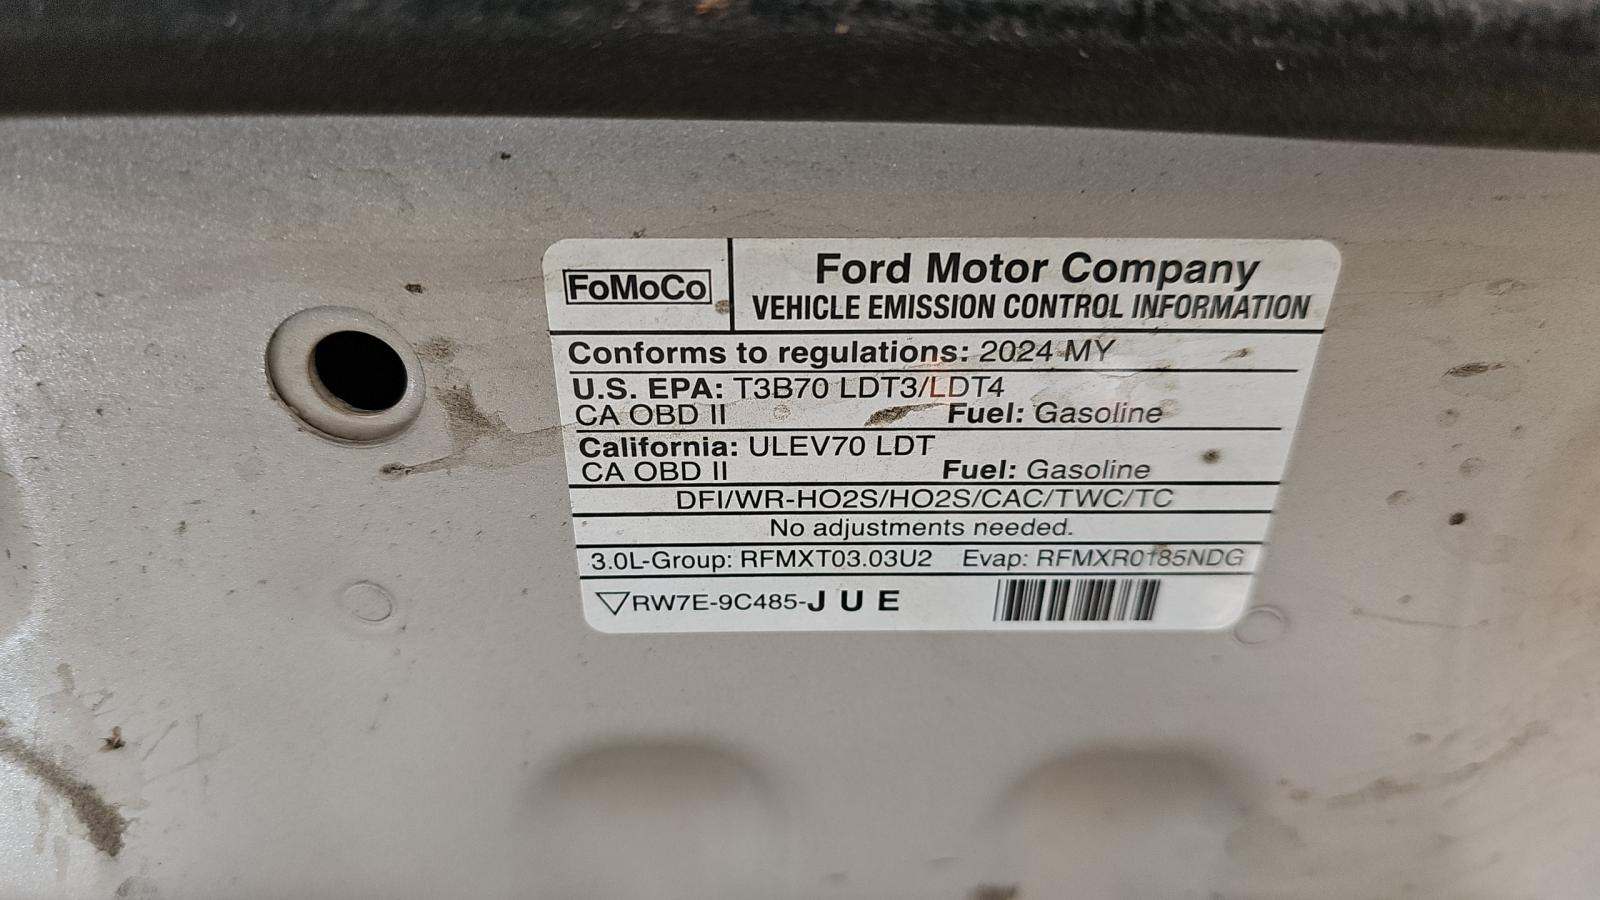 FoMoCo
Ford Motor Company
VEHICLE EMISSION CONTROL INFORMATION
Conforms to regulations: 2024 MY
U.S. EPA: T3B70 LDT3/LDT4
CA OBD II Fuel: Gasoline
California: ULEV70 LDT
CA OBD II Fuel: Gasoline
DFI/WR-HO2S/HO2S/CAC/TWC/TC
No adjustments needed.
3.0L-Group: RFMXT03.03U2 Evap: RFMXR0185NDG
RW7E-9C485-JUE